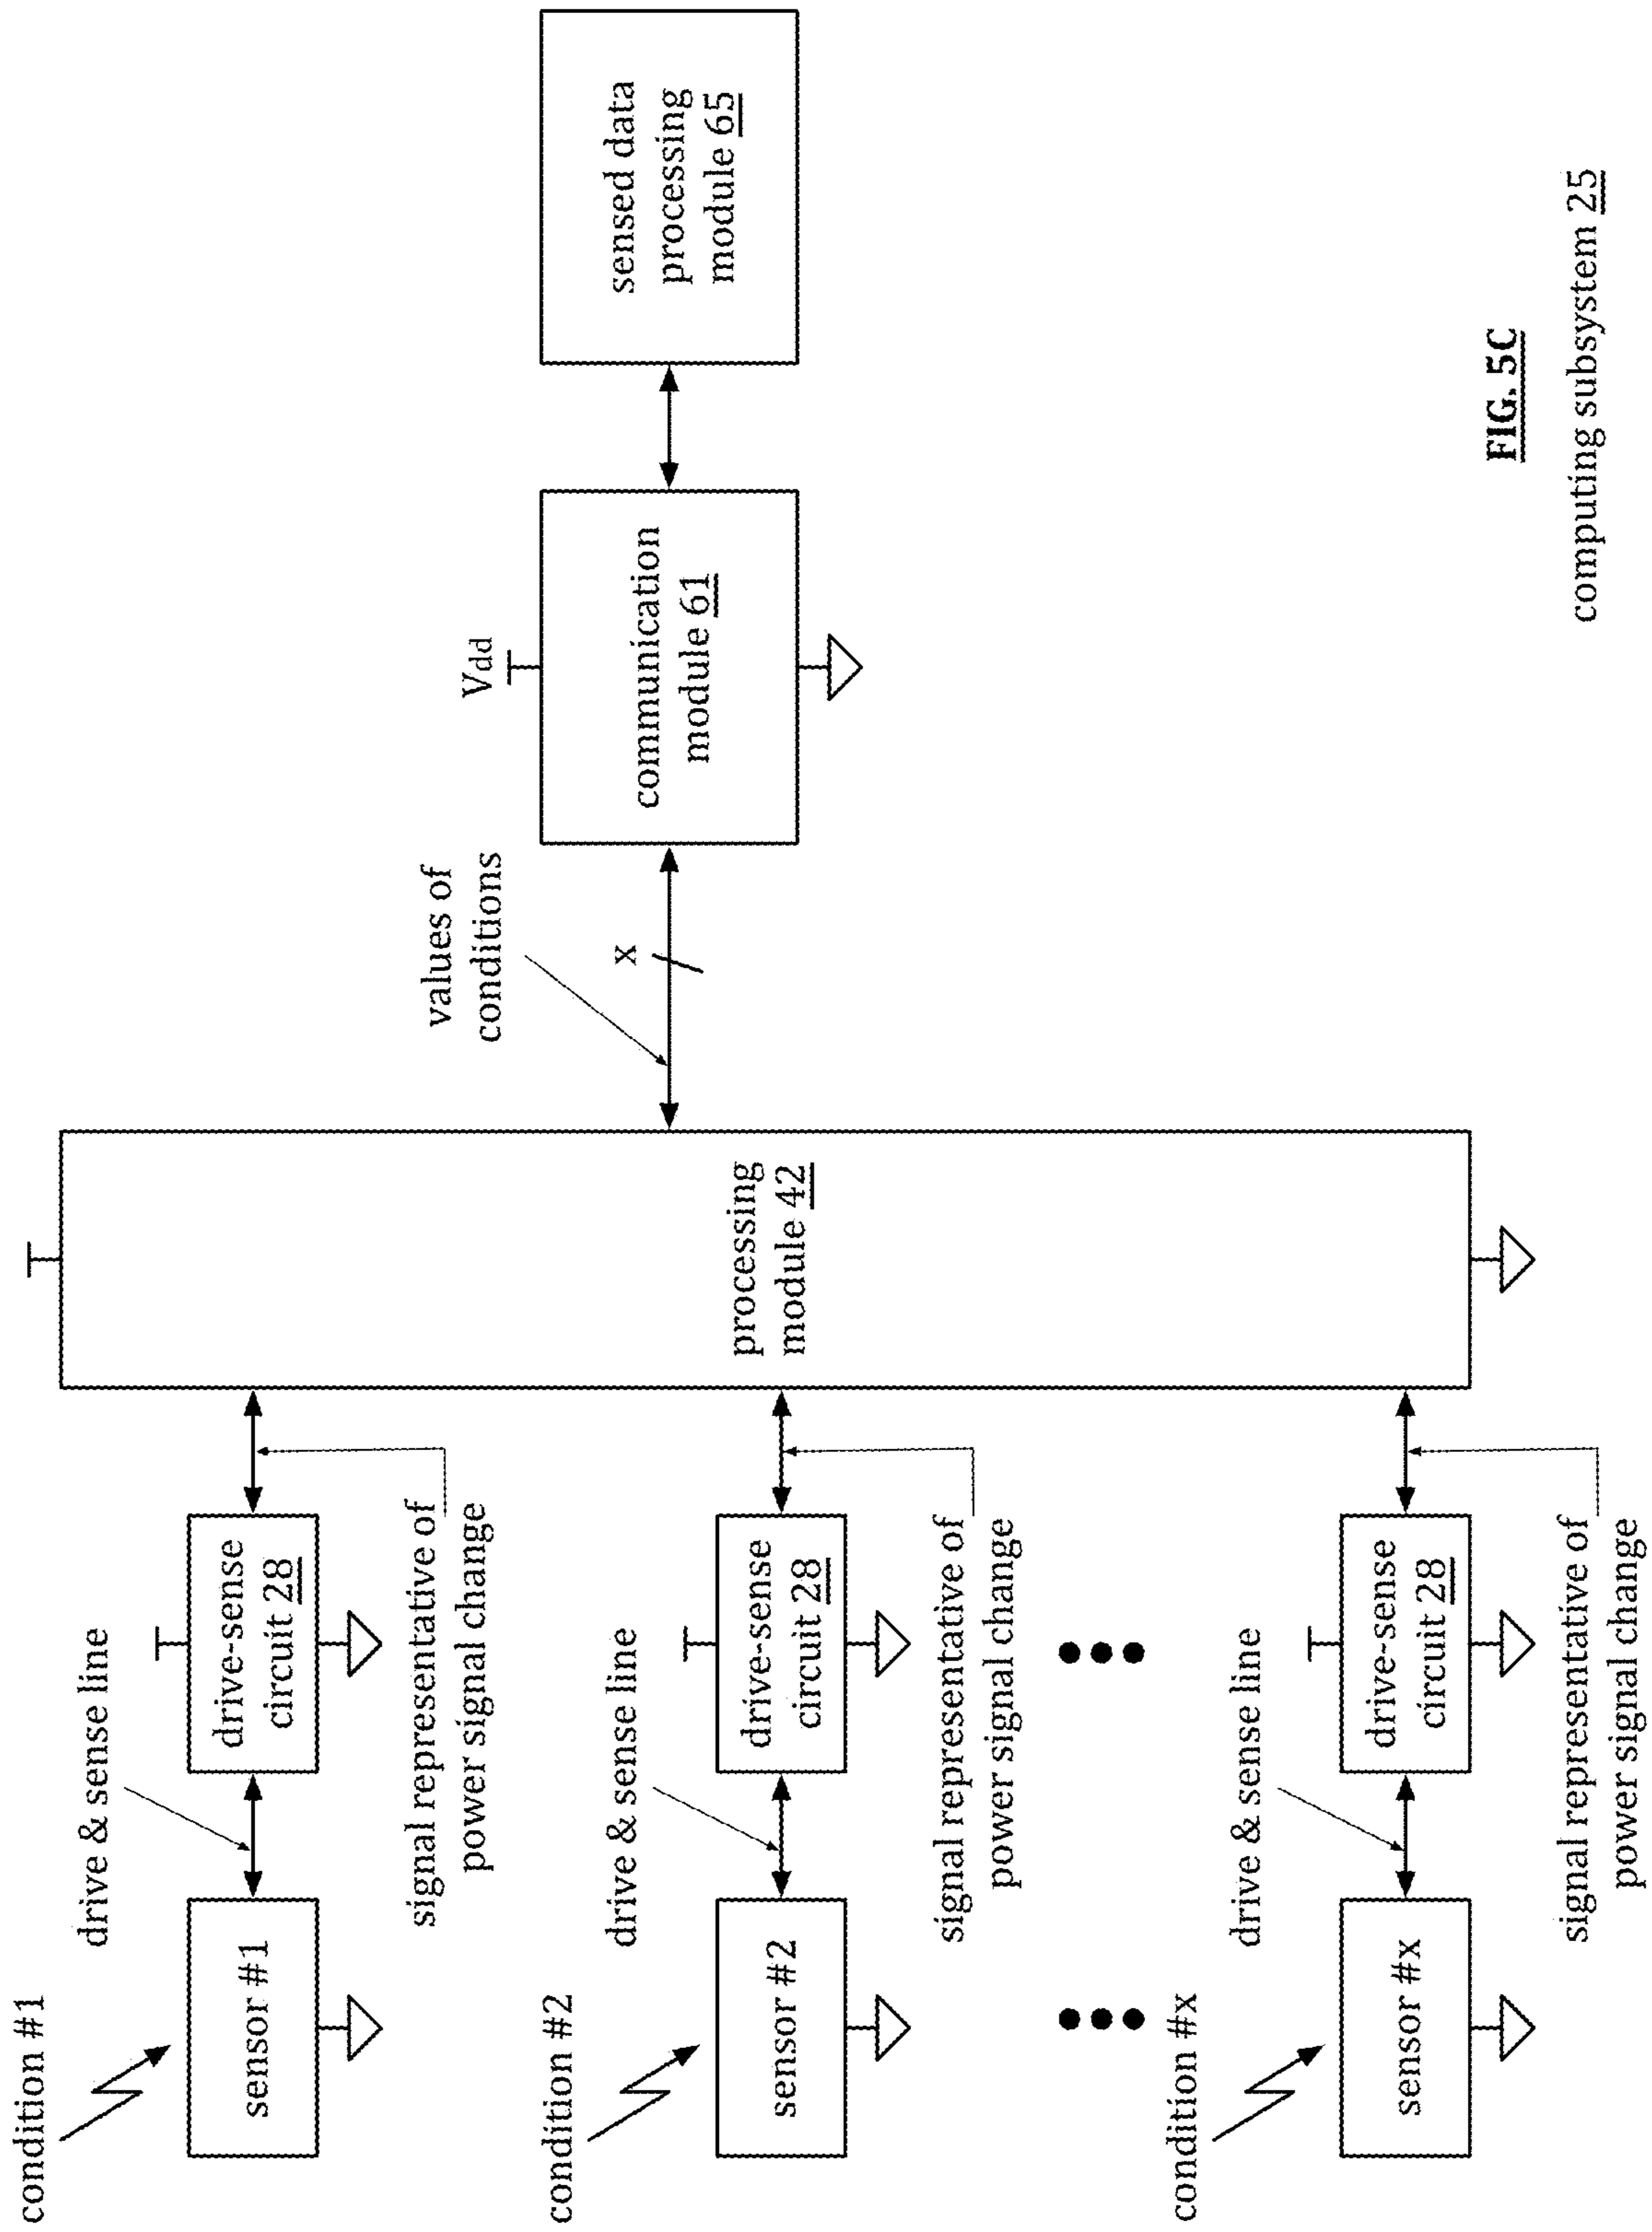 condition #1
drive & sense line
sensor #1
drive-sense
circuit 28
signal representative of
power signal change
condition #2
drive & sense line
sensor #2
drive-sense
circuit 28
signal representative of
power signal change
condition #x
drive & sense line
sensor #x
drive-sense
circuit 28
signal representative of
power signal change
processing
module 42
values of
conditions
x
Vdd
communication
module 61
sensed data
processing
module 65
FIG. 5C
computing subsystem 25